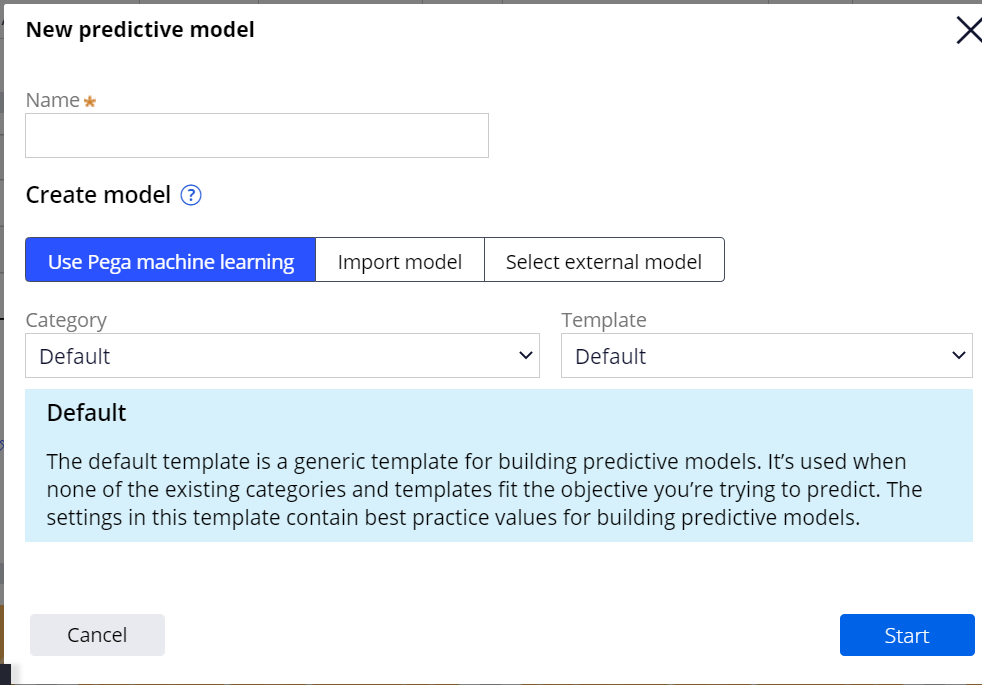 New predictive model
Name *
Create model ?
Use Pega machine learning Import model Select external model
Category Template
Default Default
Default
The default template is a generic template for building predictive models. It’s used when
none of the existing categories and templates fit the objective you’re trying to predict. The
settings in this template contain best practice values for building predictive models.
Cancel Start